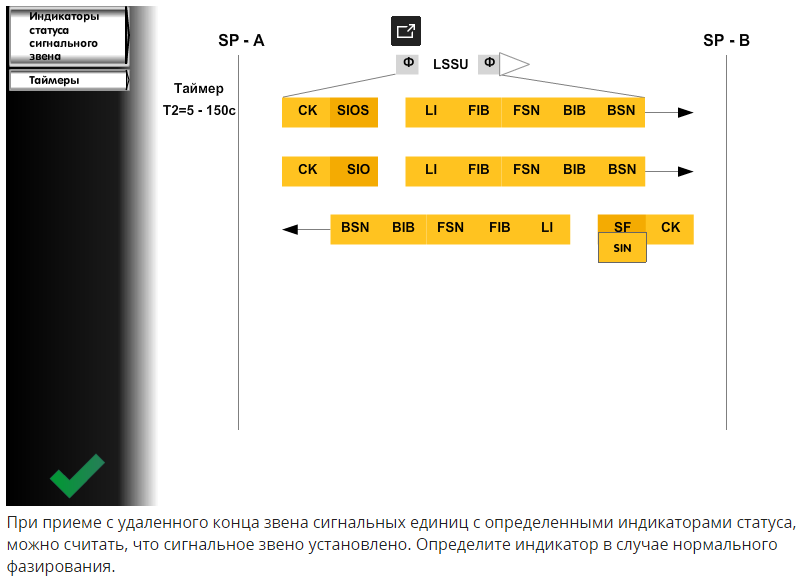 Индикаторы
статуса
сигнального
звена
Таймеры
SP - A
SP - B
Ф LSSU Ф
Таймер
T2=5 - 150c
CK SIOS LI FIB FSN BIB BSN
CK SIO LI FIB FSN BIB BSN
BSN BIB FSN FIB LI SF CK
SIN
При приеме с удаленного конца звена сигнальных единиц с определенными индикаторами статуса,
можно считать, что сигнальное звено установлено. Определите индикатор в случае нормального
фазирования.